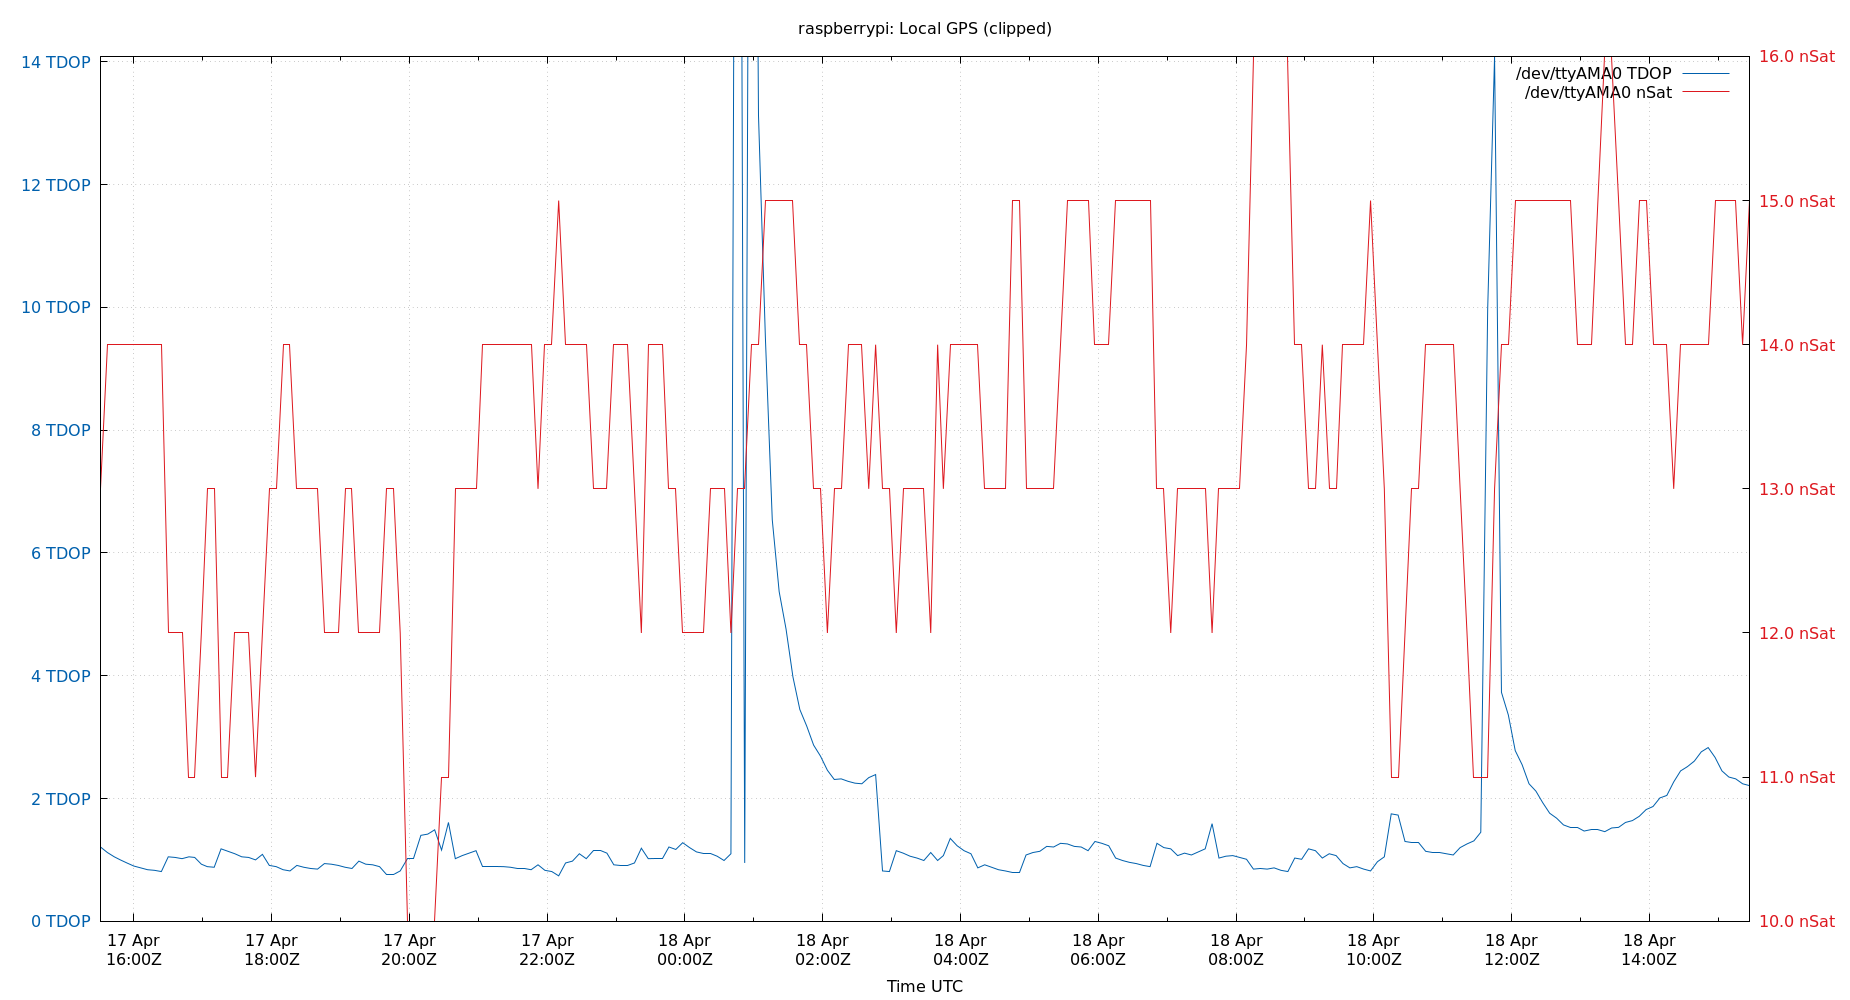 raspberrypi: Local GPS (clipped)
14 TDOP
12 TDOP
10 TDOP
8 TDOP
6 TDOP
4 TDOP
2 TDOP
0 TDOP
16.0 nSat
15.0 nSat
14.0 nSat
13.0 nSat
12.0 nSat
11.0 nSat
10.0 nSat
/dev/ttyAMA0 TDOP
/dev/ttyAMA0 nSat
17 Apr
16:00Z
17 Apr
18:00Z
17 Apr
20:00Z
17 Apr
22:00Z
18 Apr
00:00Z
18 Apr
02:00Z
18 Apr
04:00Z
18 Apr
06:00Z
18 Apr
08:00Z
18 Apr
10:00Z
18 Apr
12:00Z
18 Apr
14:00Z
Time UTC